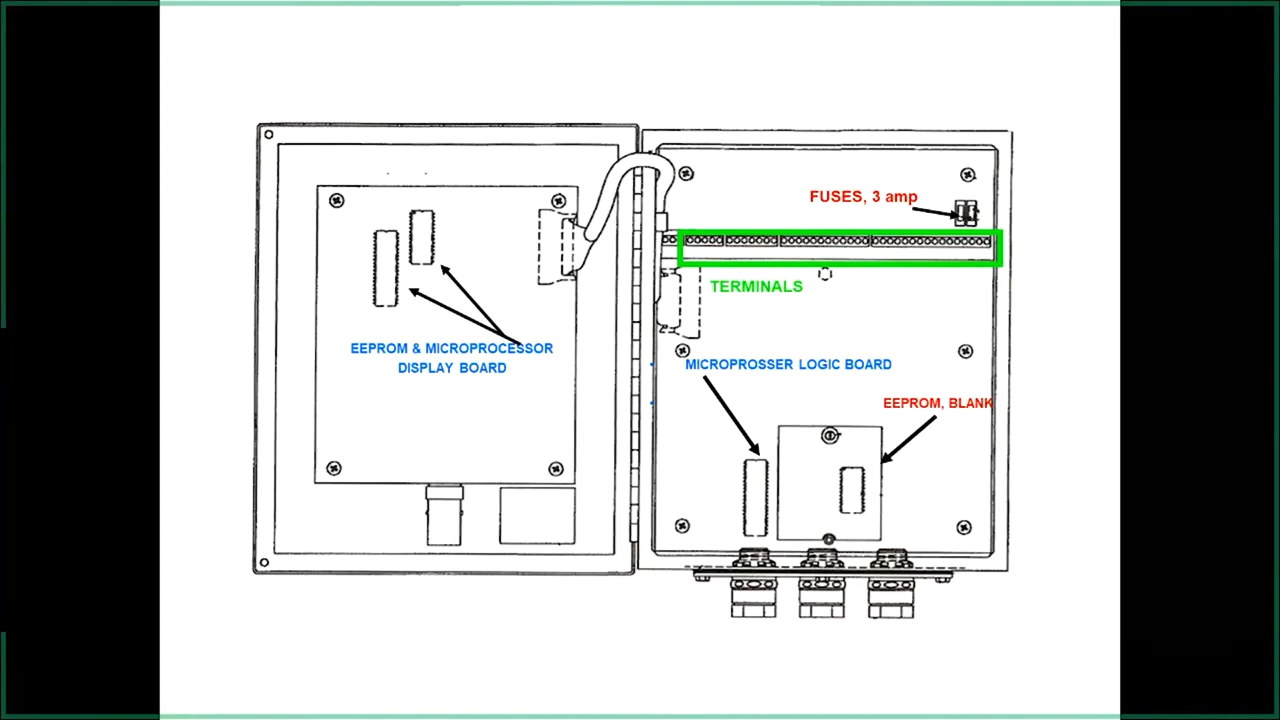 FUSES, 3 amp
TERMINALS
EEPROM & MICROPROCESSOR
DISPLAY BOARD
MICROPROSSER LOGIC BOARD
EEPROM, BLANK